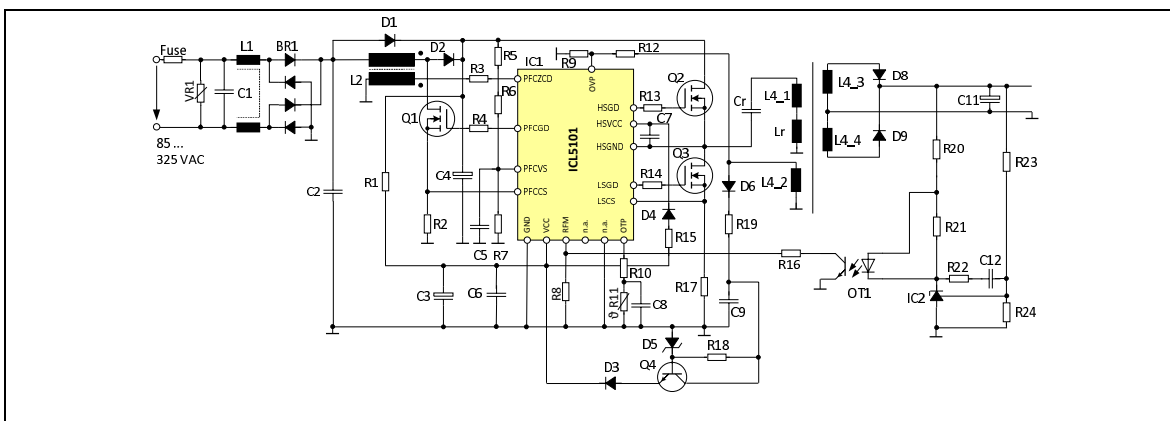 D1
Fuse
L1
BR1
D2
R5
IC1
R9
R12
VR1
C1
L2
R3
PFCZCD
OVP
Q2
Cr
L4_1
L4_3
D8
C11
R6
HSGD
R13
Q1
R4
PFCGD
HSVCC
C7
Lr
85 ...
325 VAC
ICL5101
HSGND
Q3
L4_4
D9
R20
R23
C2
R1
C4
PFCVS
PFCCS
LSGD
R14
LSCS
D6
L4_2
R2
C5
R7
GND
VCC
RFM
n.a.
n.a.
OTP
D4
R15
R19
R21
R16
OT1
R22
C12
C3
C6
R8
R10
ϑ R11
C8
R17
C9
IC2
R24
D5
R18
D3
Q4